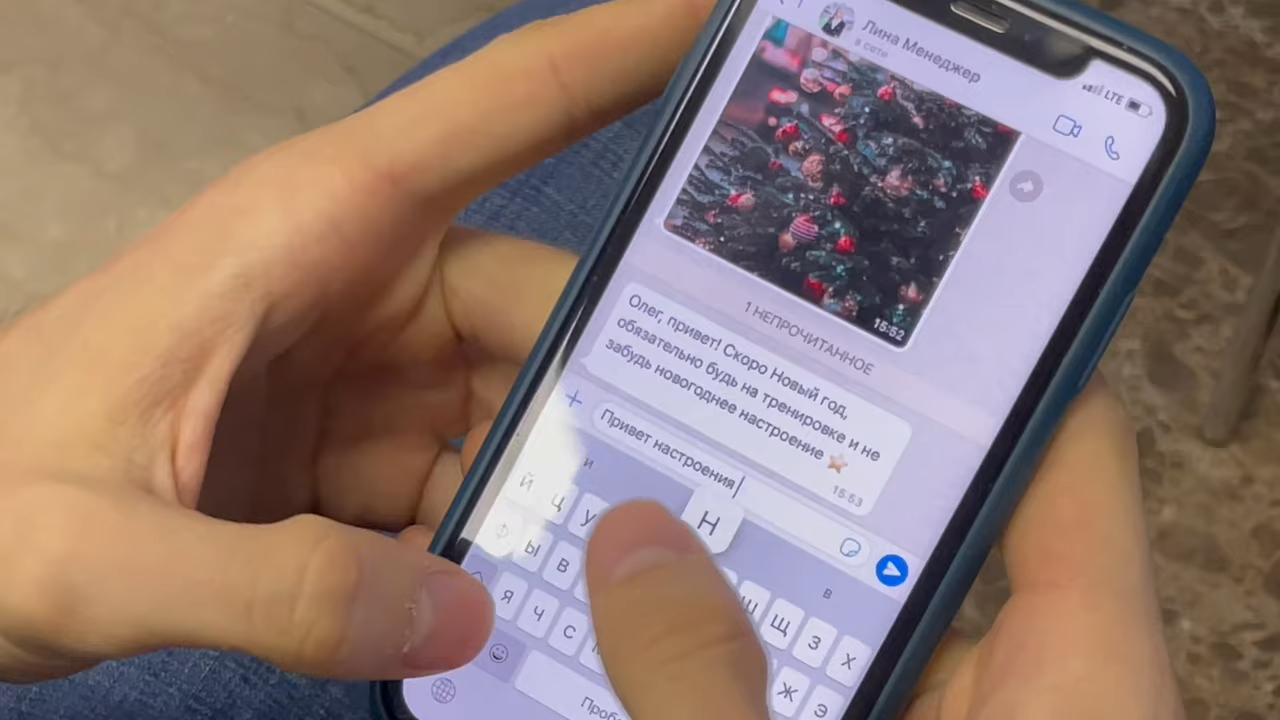 Лина Менеджер
в сети
LTE
15:52
1 НЕПРОЧИТАННОЕ
Олег, привет! Скоро Новый год,
обязательно будь на тренировке и не
забудь новогоднее настроение
15:53
Привет настроения
и
в
Й Ц У Н Ш Щ З Х
Ф Ы В Ж Э
Я Ч С